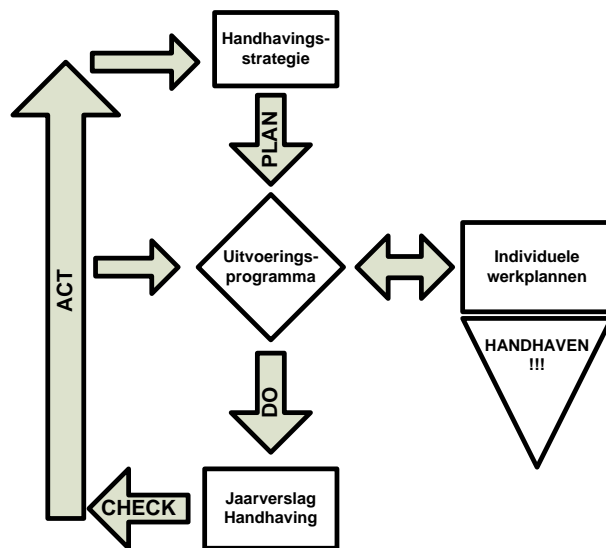 Handhavings-
strategie
PLAN
Uitvoerings-
programma
Individuele
werkplannen
HANDHAVEN
!!!
ACT
DO
CHECK
Jaarverslag
Handhaving